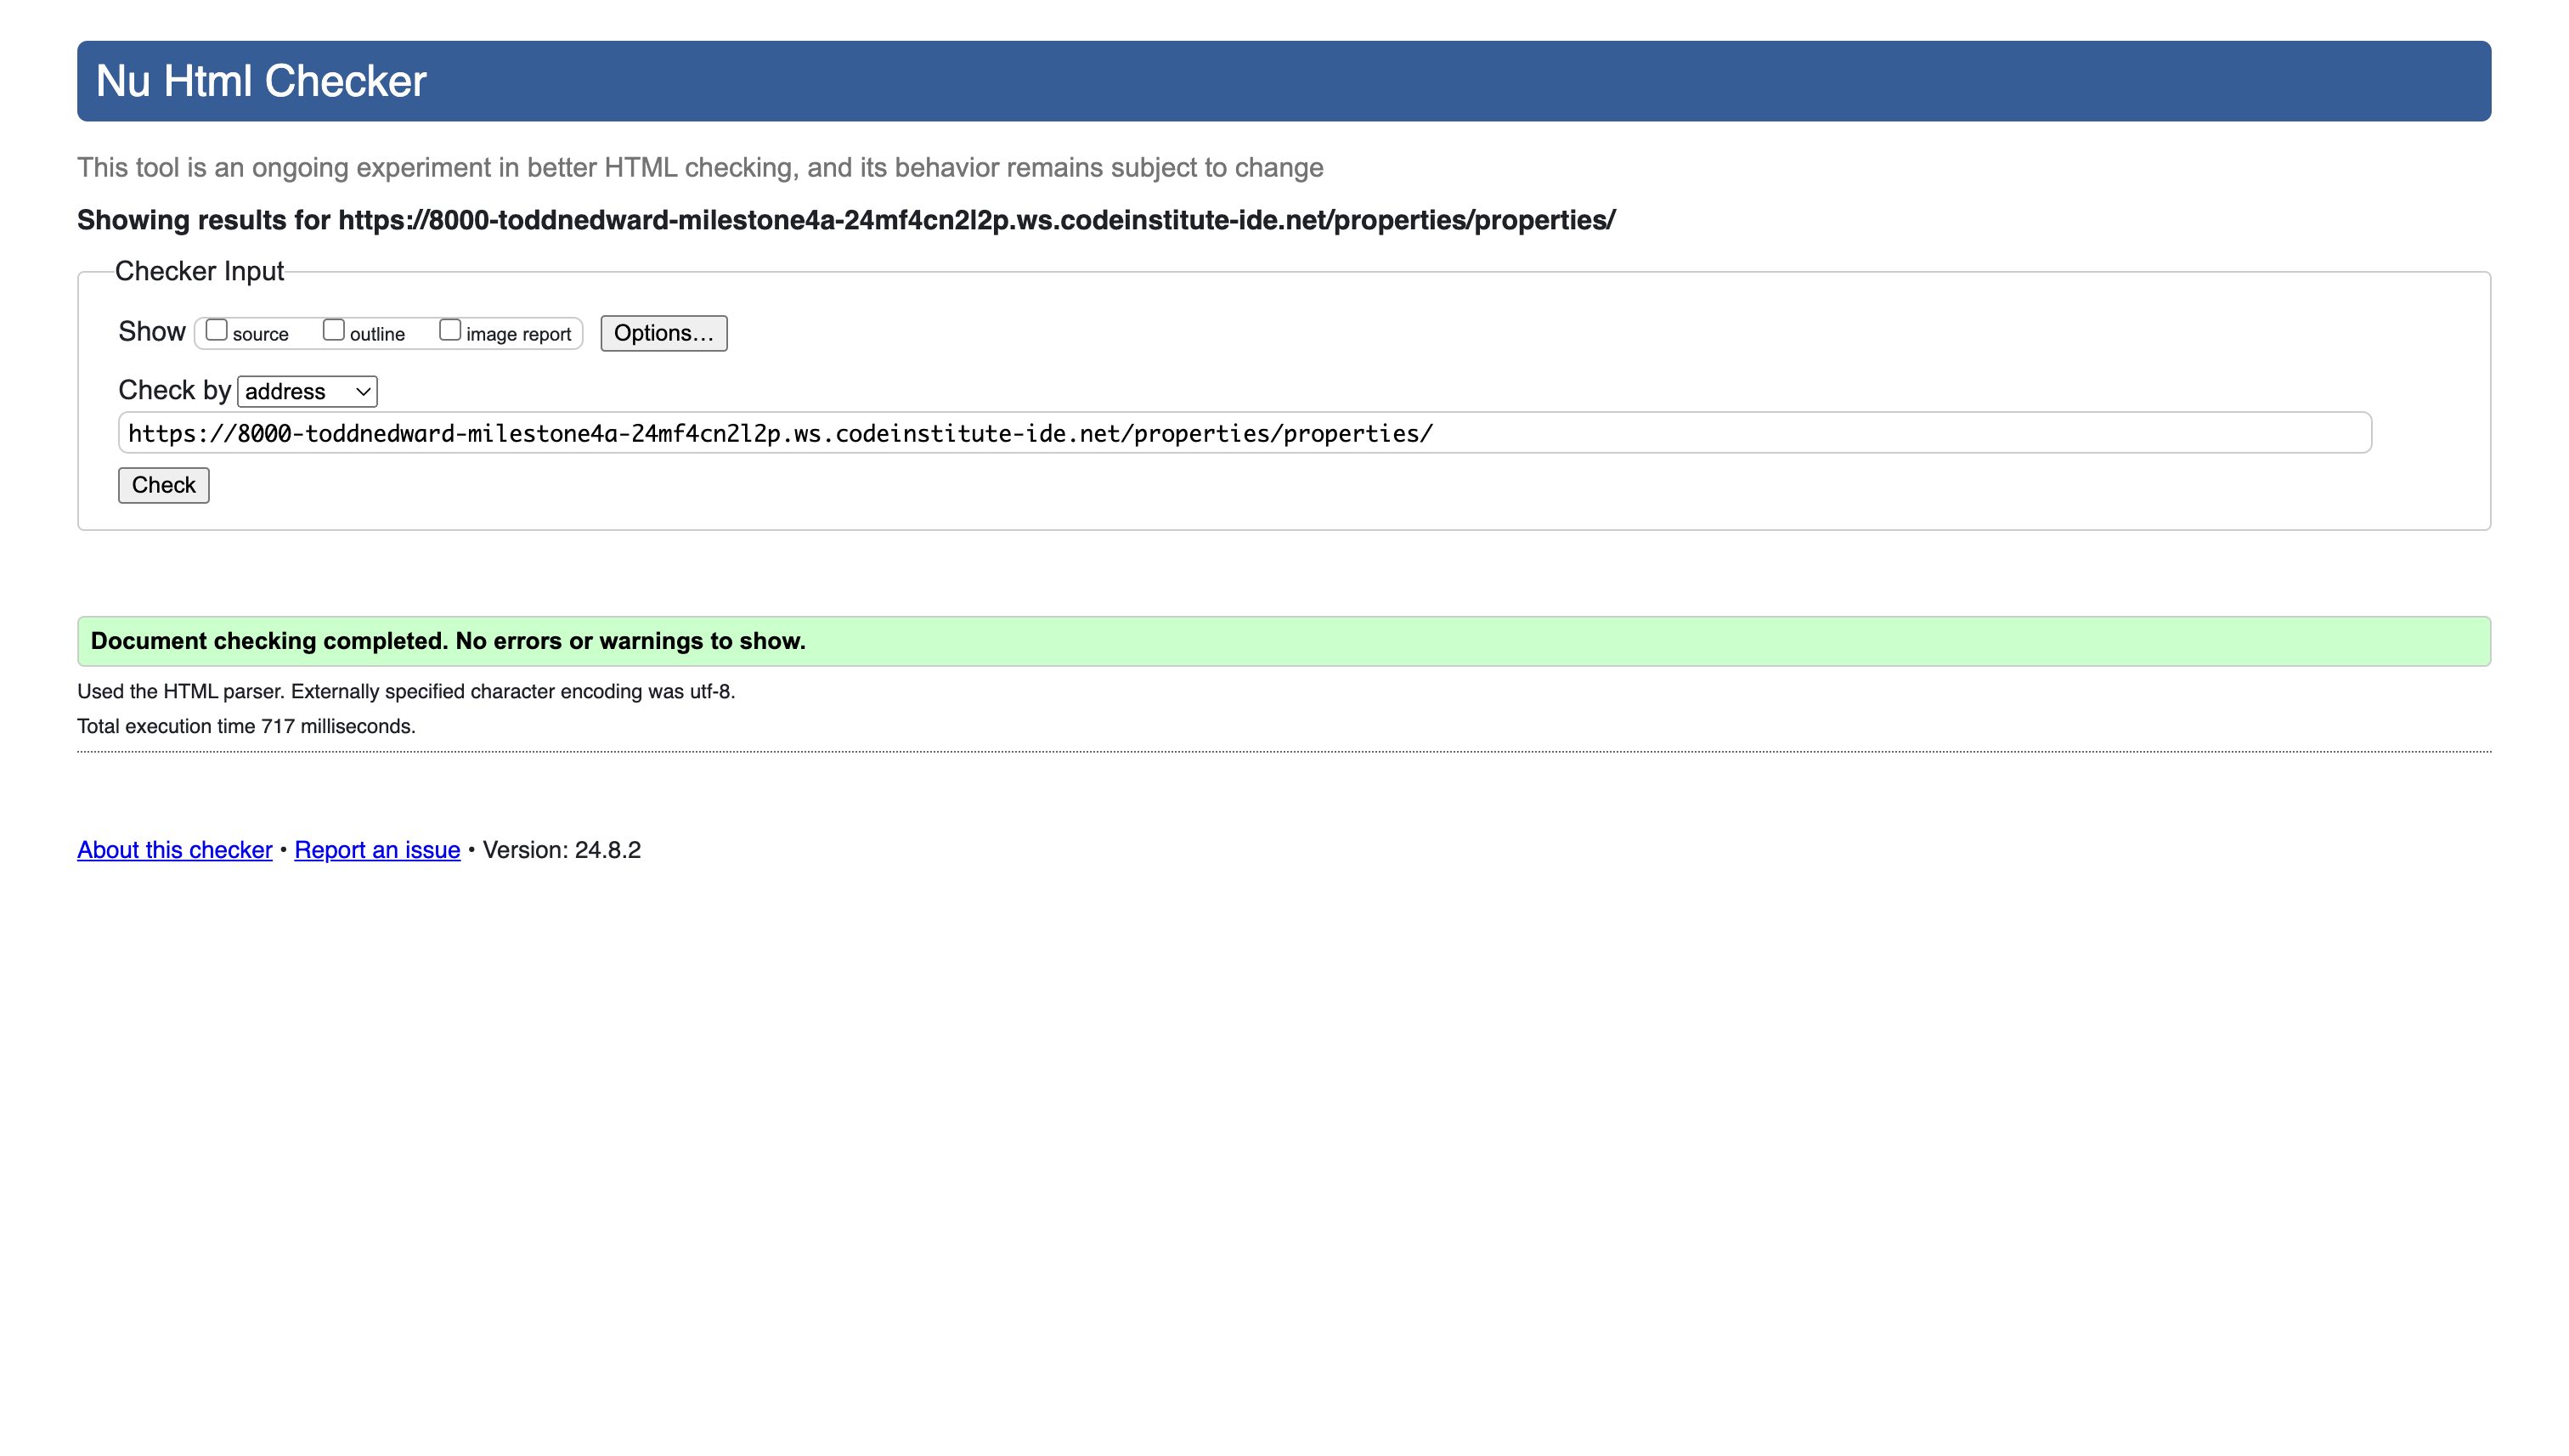 Nu Html Checker
This tool is an ongoing experiment in better HTML checking, and its behavior remains subject to change
Showing results for https://8000-toddnedward-milestone4a-24mf4cn2l2p.ws.codeinstitute-ide.net/properties/properties/
Checker Input
Show source outline image report Options…
Check by address
https://8000-toddnedward-milestone4a-24mf4cn2l2p.ws.codeinstitute-ide.net/properties/properties/
Check
Document checking completed. No errors or warnings to show.
Used the HTML parser. Externally specified character encoding was utf-8.
Total execution time 717 milliseconds.
About this checker • Report an issue • Version: 24.8.2